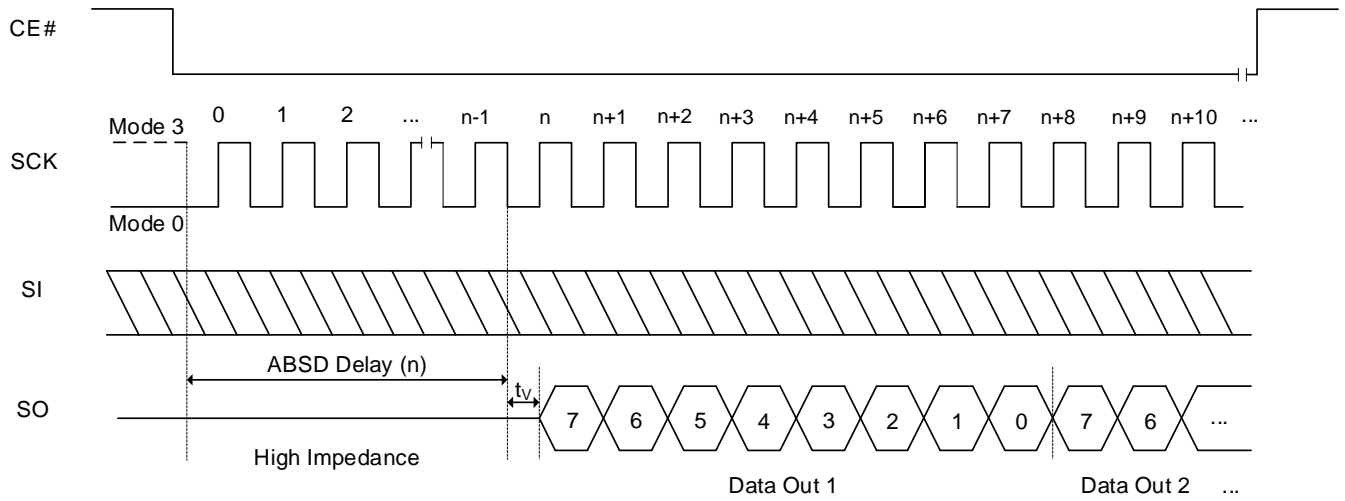 CE#
0 1 2 ... n-1 n n+1 n+2 n+3 n+4 n+5 n+6 n+7 n+8 n+9 n+10 ...
Mode 3
SCK
Mode 0
SI
ABSD Delay (n)
tV
SO
7 6 5 4 3 2 1 0 7 6 ...
High Impedance
Data Out 1 Data Out 2 ...